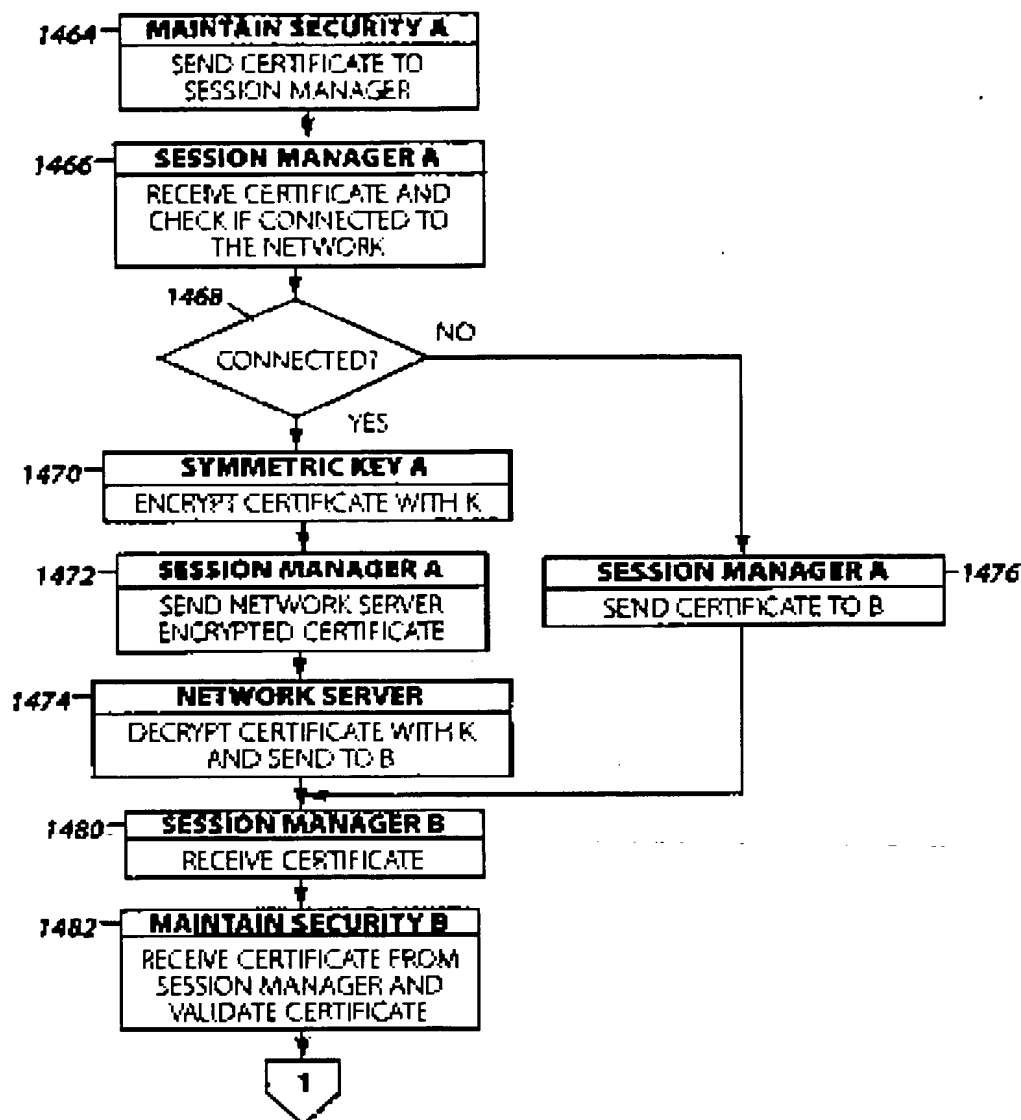 1464
MAINTAIN SECURITY A
SEND CERTIFICATE TO
SESSION MANAGER
1466
SESSION MANAGER A
RECEIVE CERTIFICATE AND
CHECK IF CONNECTED TO
THE NETWORK
1468
CONNECTED?
NO
YES
1470
SYMMETRIC KEY A
ENCRYPT CERTIFICATE WITH K
1472
SESSION MANAGER A
SEND NETWORK SERVER
ENCRYPTED CERTIFICATE
SESSION MANAGER A
1476
SEND CERTIFICATE TO B
1474
NETWORK SERVER
DECRYPT CERTIFICATE WITH K
AND SEND TO B
1480
SESSION MANAGER B
RECEIVE CERTIFICATE
1482
MAINTAIN SECURITY B
RECEIVE CERTIFICATE FROM
SESSION MANAGER AND
VALIDATE CERTIFICATE
1